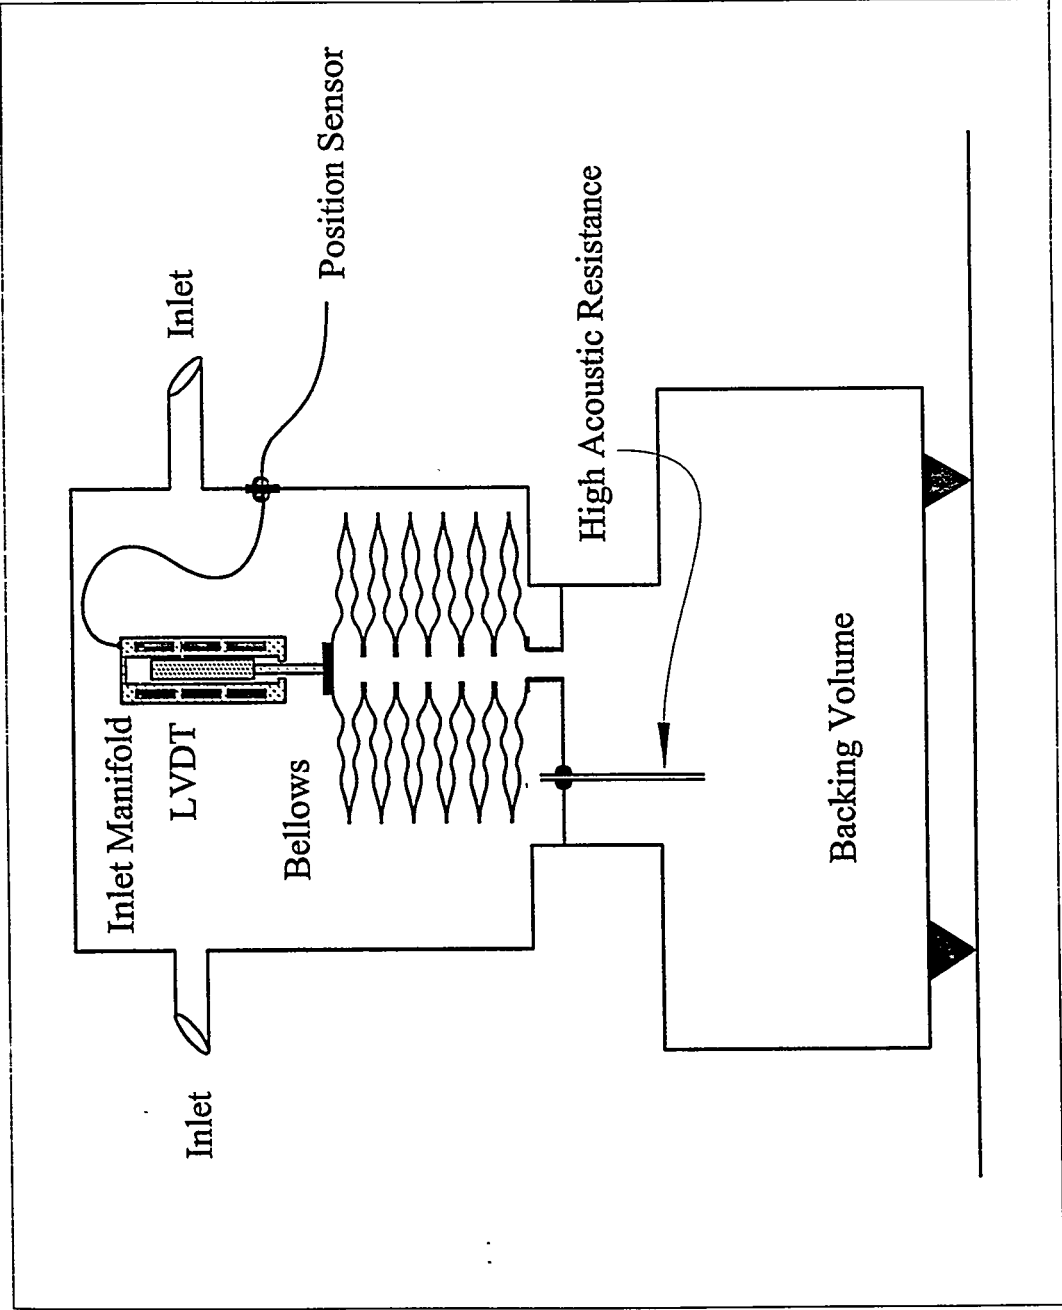 Inlet
Position Sensor
Inlet Manifold
LVDT
Bellows
High Acoustic Resistance
Inlet
Backing Volume